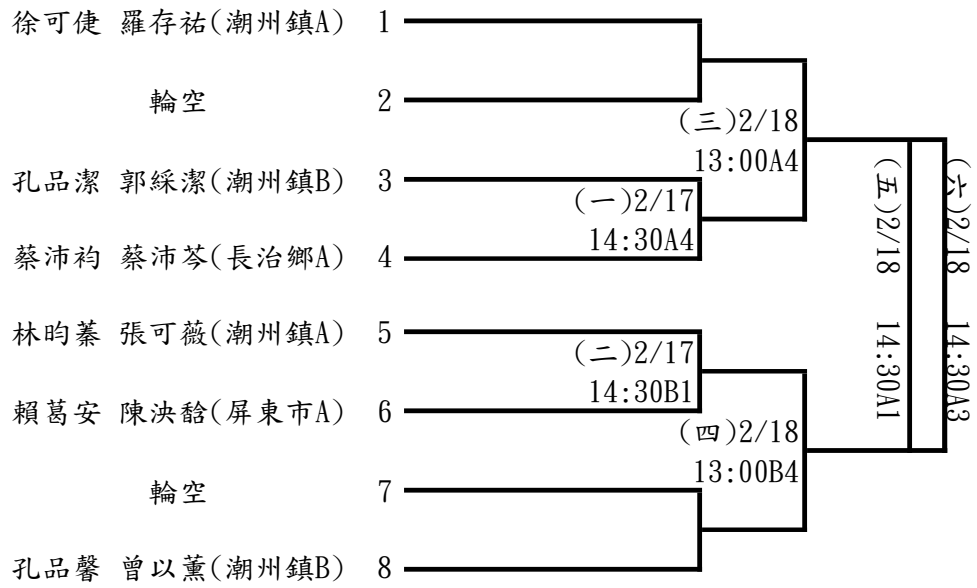 徐可倢 羅存祐(潮州鎮A) 1
輪空 2
(三)2/18
13:00A4
孔品潔 郭綵潔(潮州鎮B) 3
(一)2/17
14:30A4
蔡沛袀 蔡沛芩(長治鄉A) 4
(五)2/18 14:30A1
(六)2/18 14:30A3
林昀蓁 張可薇(潮州鎮A) 5
(二)2/17
14:30B1
賴葛安 陳泱馠(屏東市A) 6
(四)2/18
13:00B4
輪空 7
孔品馨 曾以薰(潮州鎮B) 8